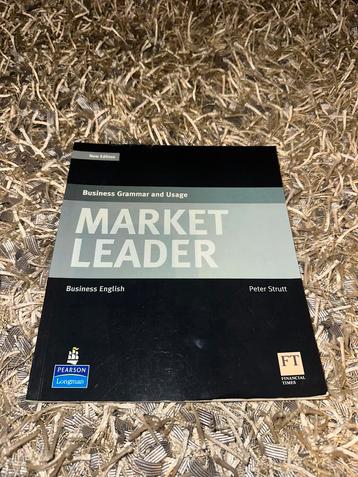 New Edition
Business Grammar and Usage
MARKET
LEADER
Business English
Peter Strutt
PEARSON
Longman
FT
FINANCIAL
TIMES